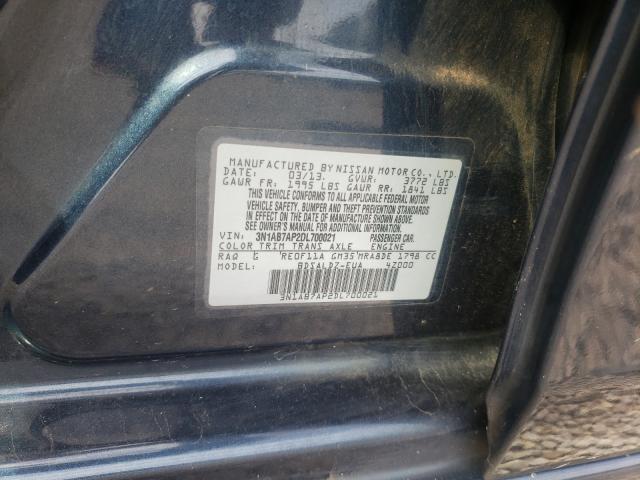 MANUFACTURED BY NISSAN MOTOR CO., LTD.
DATE: 03/13. GVWR: 3772 LBS
GAWR FR: 1995 LBS GAWR RR: 1841 LBS
THIS VEHICLE CONFORMS TO ALL APPLICABLE FEDERAL MOTOR
VEHICLE SAFETY, BUMPER AND THEFT PREVENTION
STANDARDS IN EFFECT ON THE DATE OF MANUFACTURE SHOWN ABOVE.
SEE OWNER'S MANUAL FOR ADDITIONAL INFORMATION.
VIN: 3N1AB7AP2DL700021 PASSENGER CAR.
COLOR TRIM TRANS AXLE ENGINE
RAQ G REOF11A GM35 MRA8DE 1798 CC
MODEL: BDSALDZ-EUA 4Z000
3N1AB7AP2DL700021